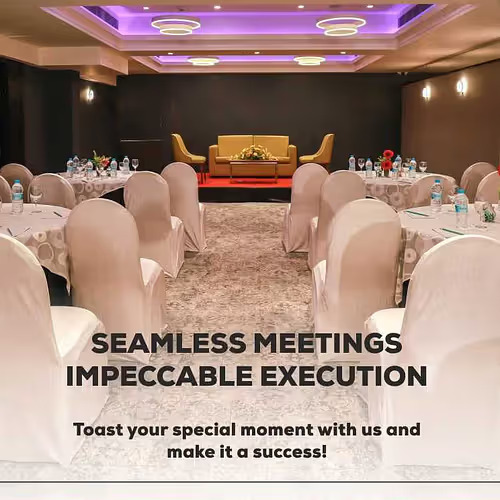 SEAMLESS MEETINGS
IMPECCABLE EXECUTION
Toast your special moment with us and
make it a success!